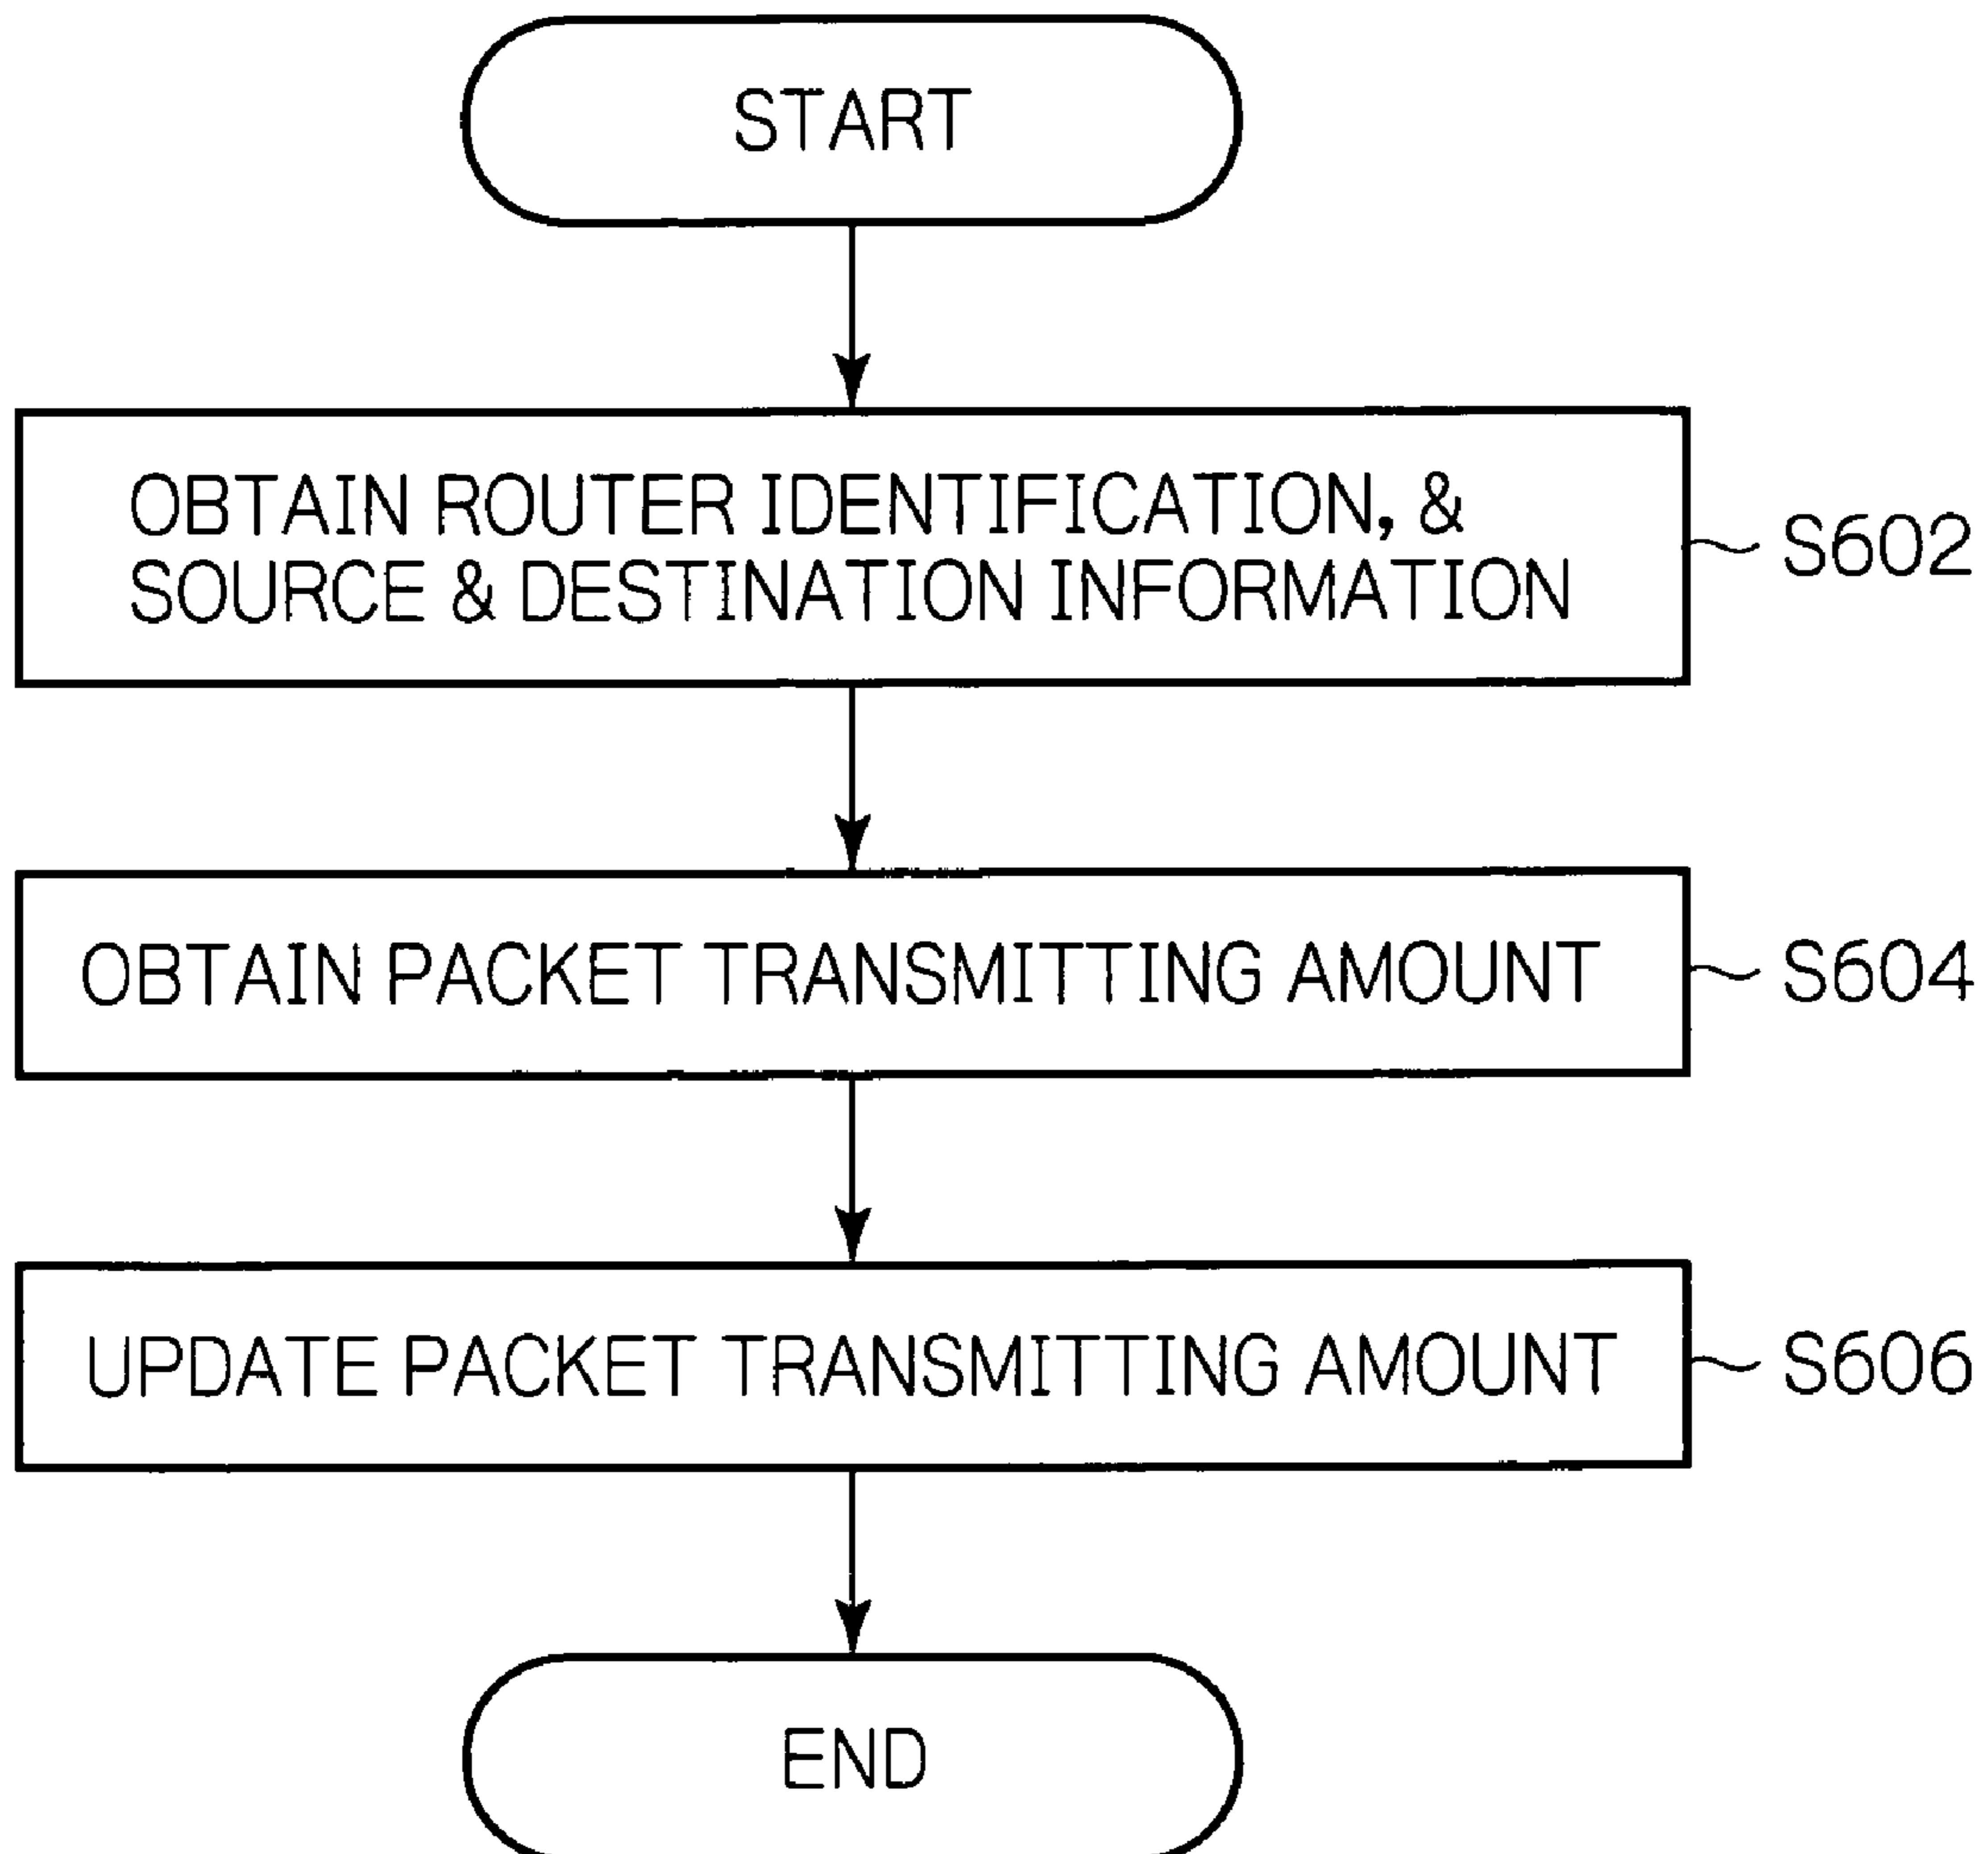 START
OBTAIN ROUTER IDENTIFICATION, &
SOURCE & DESTINATION INFORMATION
S602
OBTAIN PACKET TRANSMITTING AMOUNT
S604
UPDATE PACKET TRANSMITTING AMOUNT
S606
END